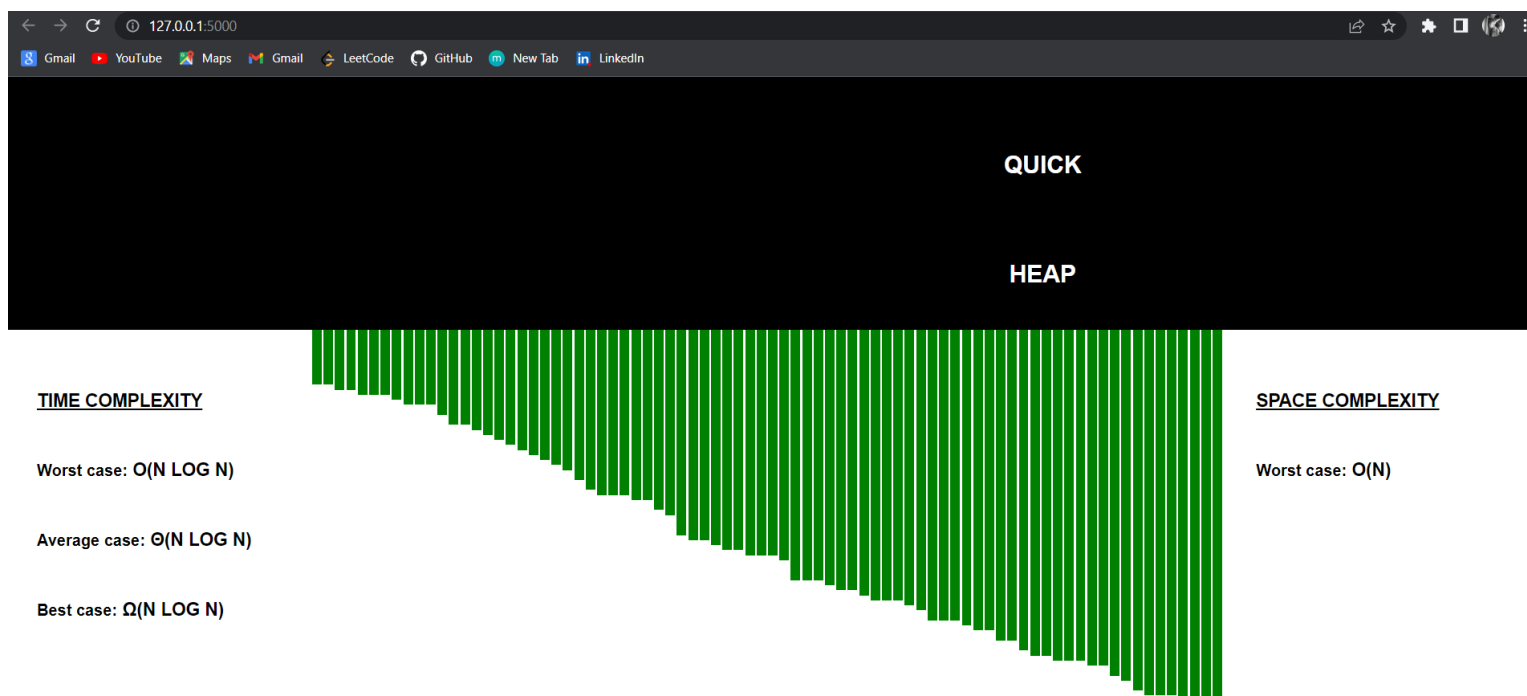 127.0.0.1:5000
Gmail YouTube Maps Gmail LeetCode GitHub New Tab LinkedIn
QUICK
HEAP
TIME COMPLEXITY
SPACE COMPLEXITY
Worst case: O(N LOG N)
Worst case: O(N)
Average case: Θ(N LOG N)
Best case: Ω(N LOG N)